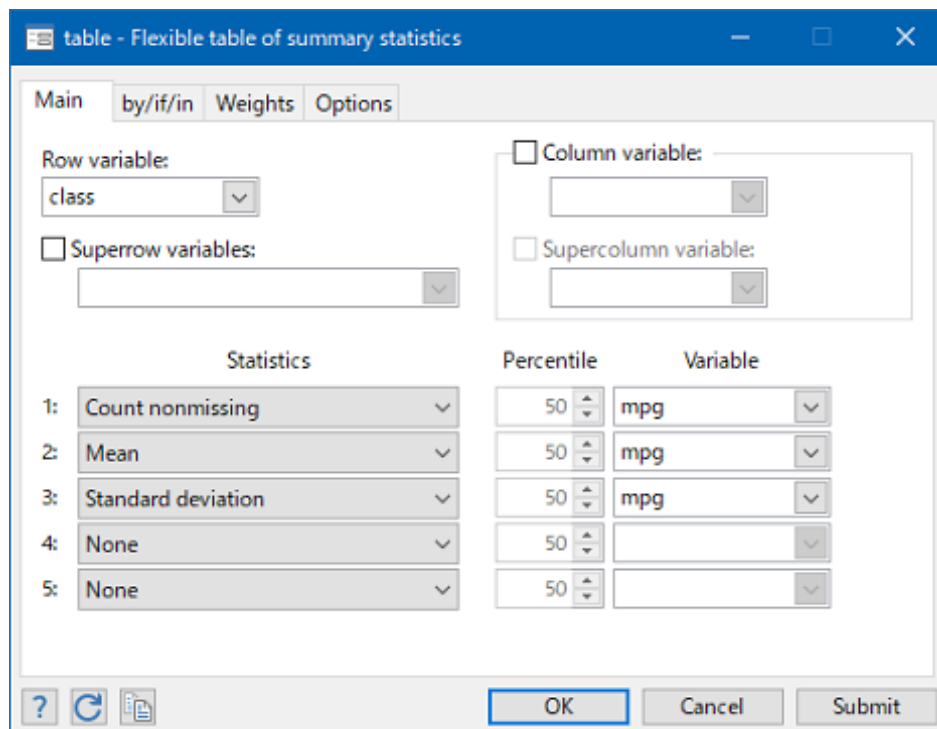 table - Flexible table of summary statistics
Main by/if/in Weights Options
Row variable:
class
Column variable:
Superrow variables:
Supercolumn variable:
Statistics Percentile Variable
1: Count nonmissing 50 mpg
2: Mean 50 mpg
3: Standard deviation 50 mpg
4: None 50
5: None 50
? OK Cancel Submit